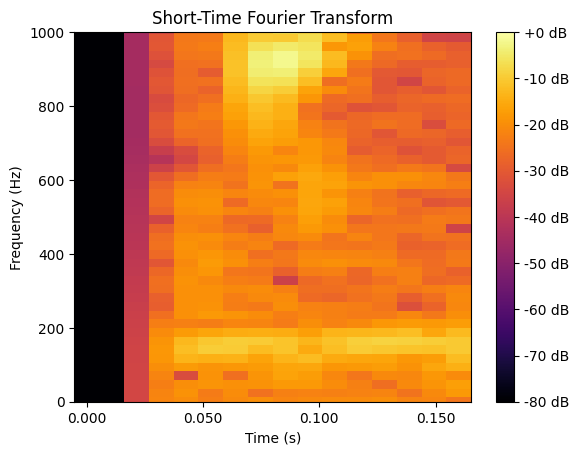 Short-Time Fourier Transform
1000
800
600
400
200
0
Frequency (Hz)
0.000
0.050
0.100
0.150
Time (s)
+0 dB
-10 dB
-20 dB
-30 dB
-40 dB
-50 dB
-60 dB
-70 dB
-80 dB